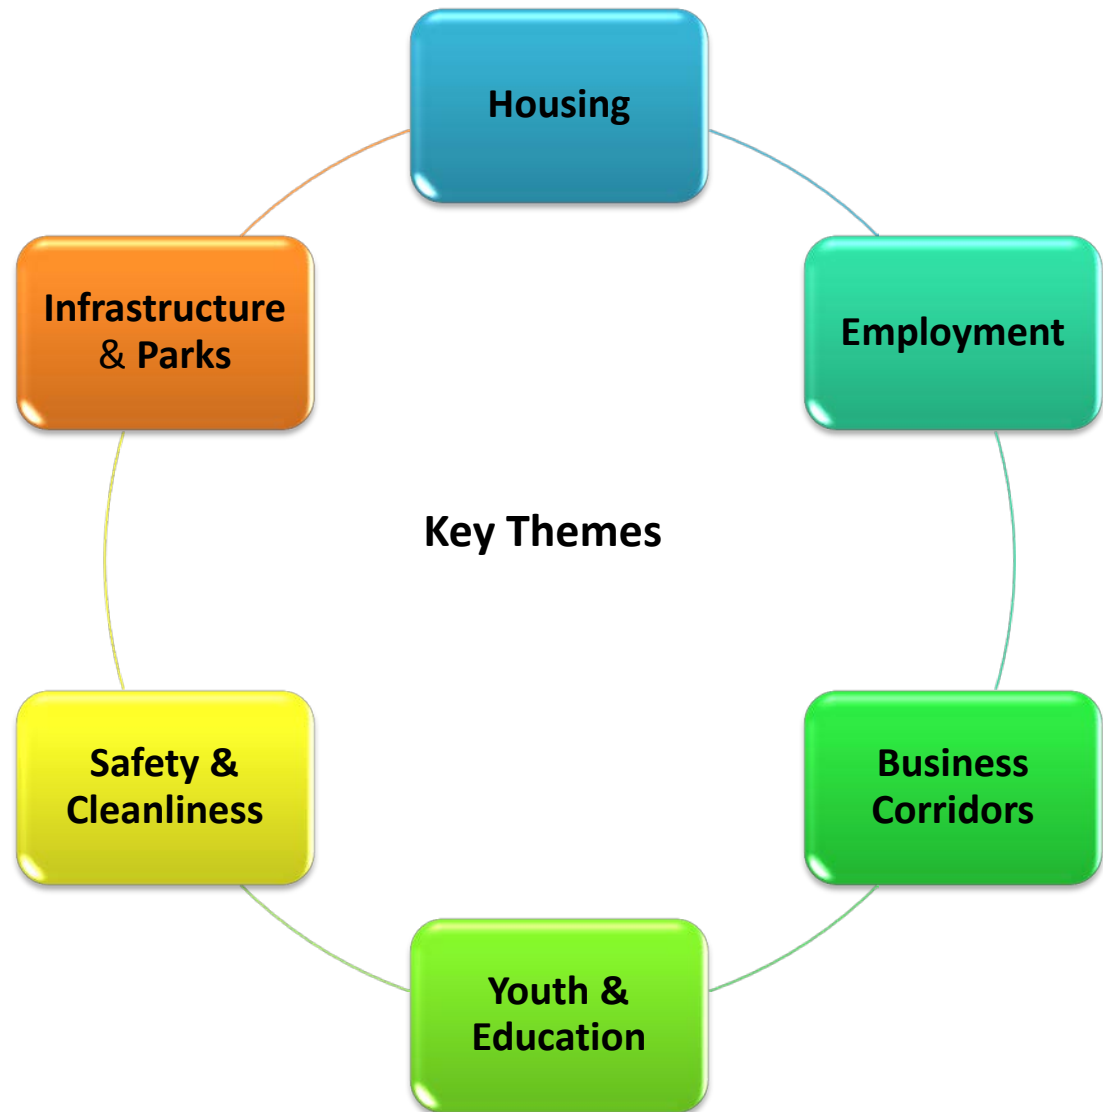 Housing
Infrastructure
& Parks
Employment
Key Themes
Safety &
Cleanliness
Business
Corridors
Youth &
Education